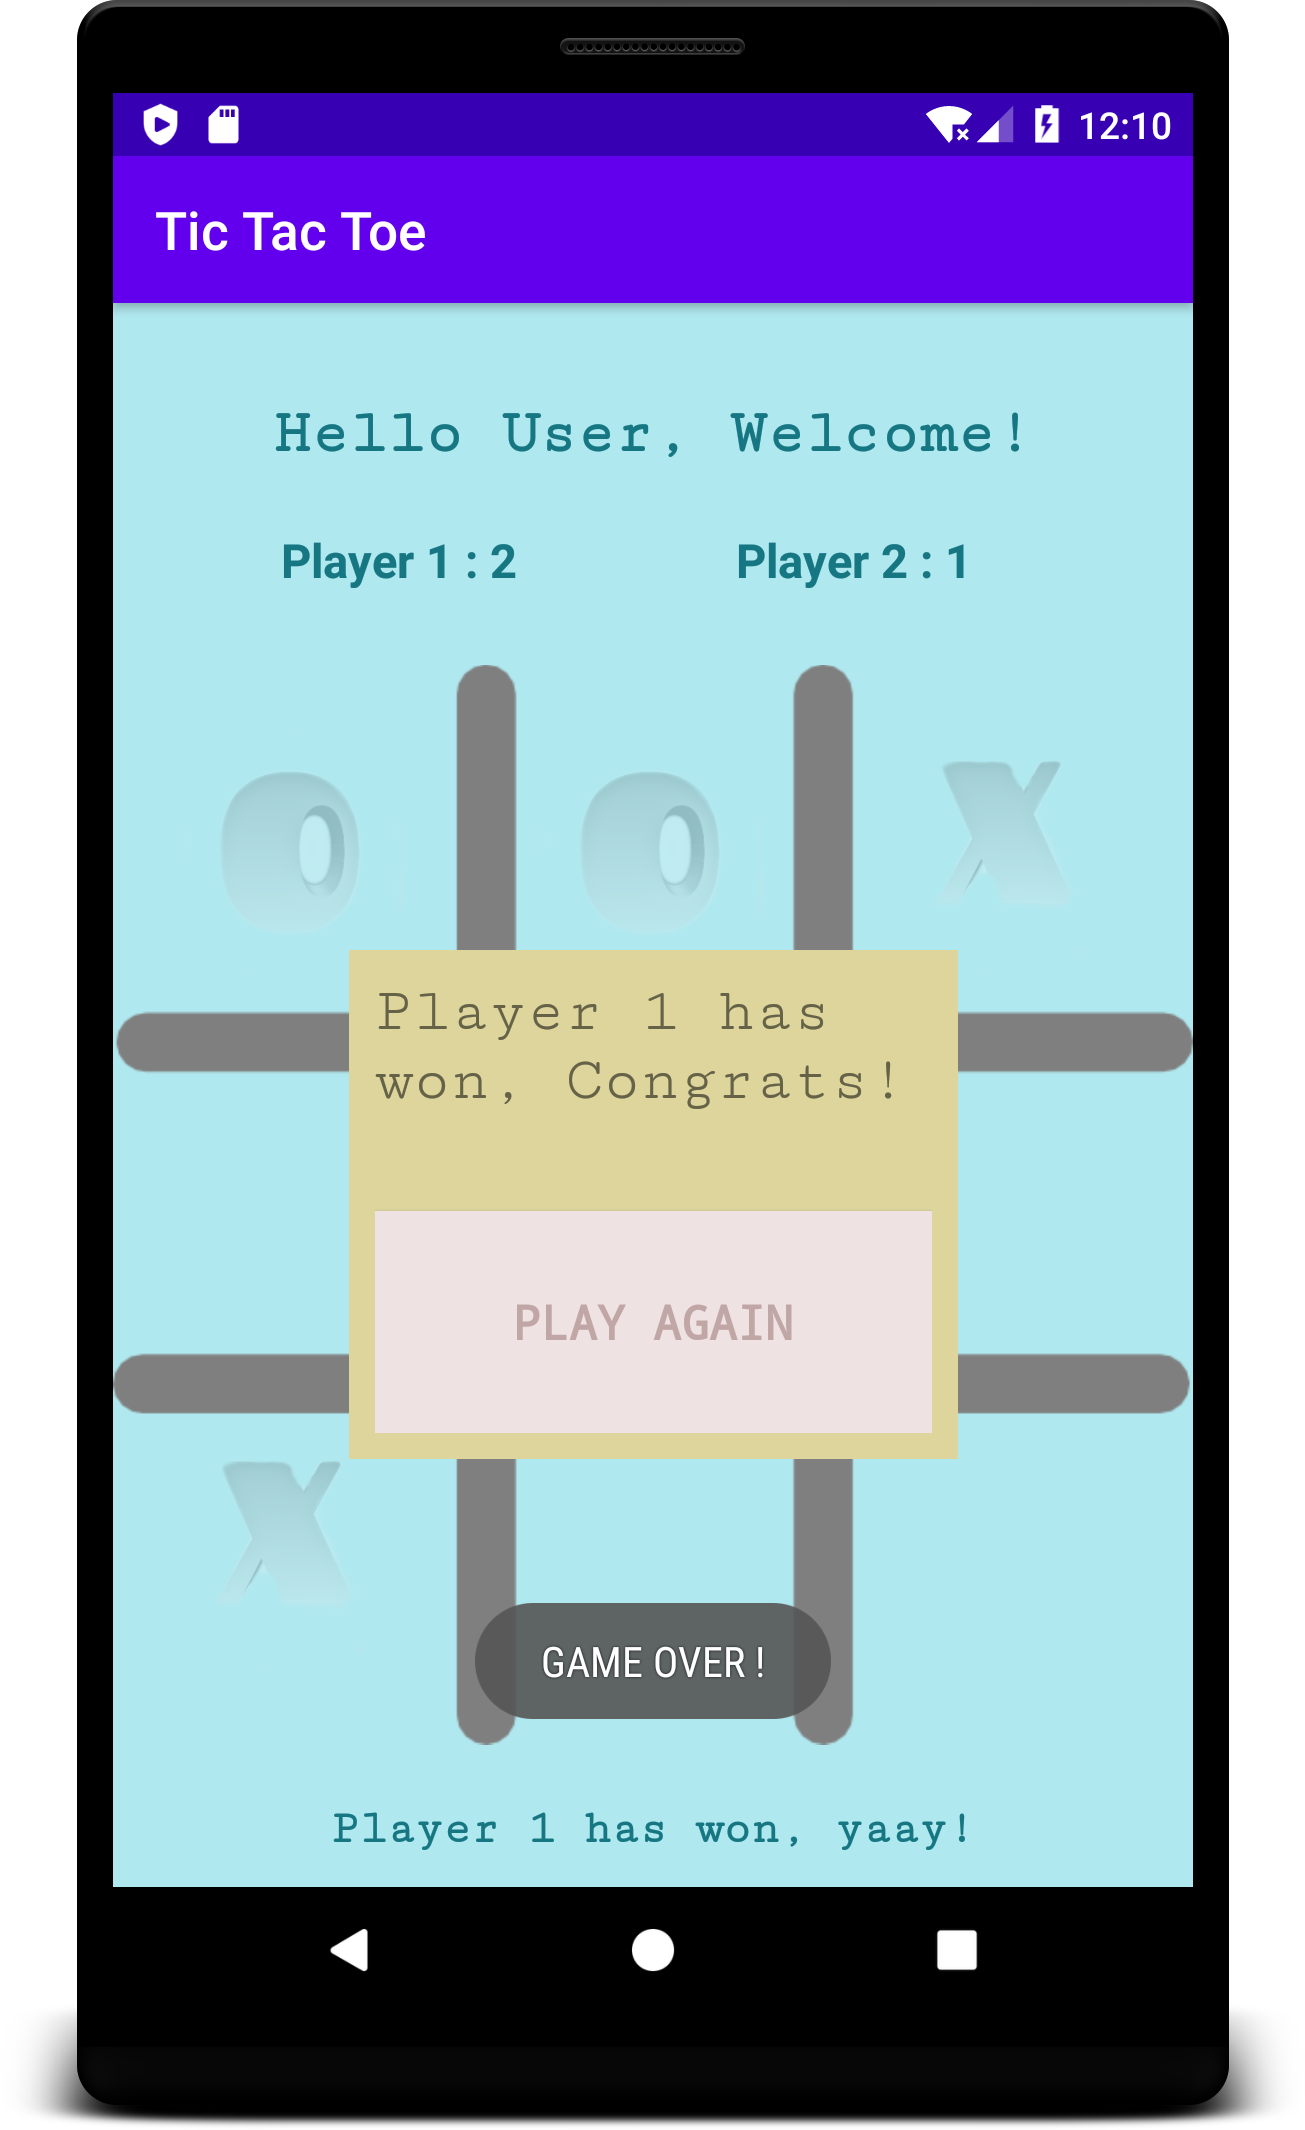 12:10
Tic Tac Toe
Hello User, Welcome!
Player 1 : 2
Player 2 : 1
O O X
Player 1 has
won, Congrats!
PLAY AGAIN
X
GAME OVER !
Player 1 has won, yaay!